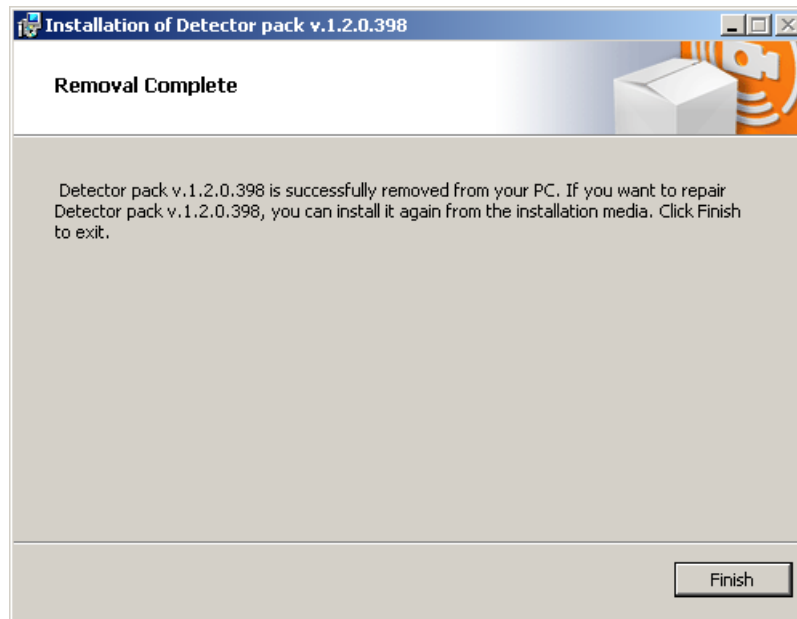 Installation of Detector pack v.1.2.0.398
Removal Complete
Detector pack v.1.2.0.398 is successfully removed from your PC. If you want to repair
Detector pack v.1.2.0.398, you can install it again from the installation media. Click Finish
to exit.
Finish